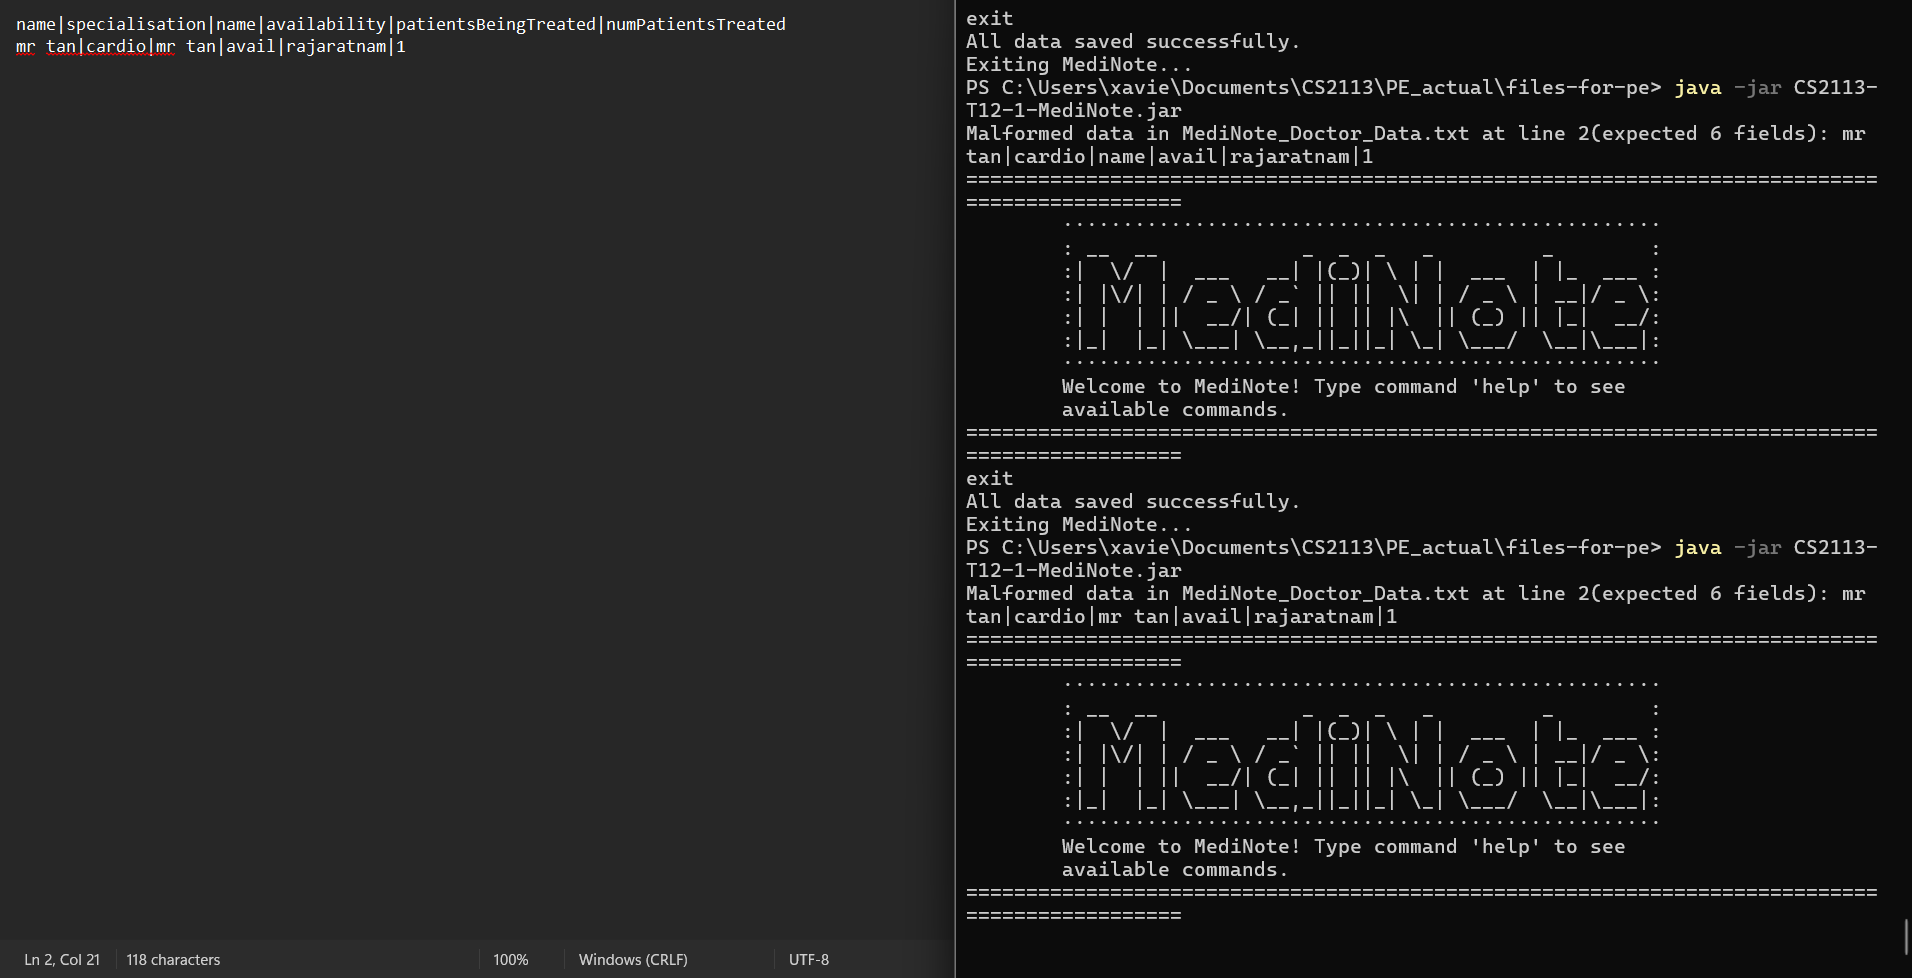 name|specialisation|name|availability|patientsBeingTreated|numPatientsTreated
mr tan|cardio|mr tan|avail|rajaratnam|1
Ln 2, Col 21
118 characters
100%
Windows (CRLF)
UTF-8
exit
All data saved successfully.
Exiting MediNote...
PS C:\Users\xavie\Documents\CS2113\PE_actual\files-for-pe> java -jar CS2113-
T12-1-MediNote.jar
Malformed data in MediNote_Doctor_Data.txt at line 2(expected 6 fields): mr
tan|cardio|name|avail|rajaratnam|1
============================================================================
==================
MediNote
Welcome to MediNote! Type command 'help' to see
available commands.
============================================================================
==================
exit
All data saved successfully.
Exiting MediNote...
PS C:\Users\xavie\Documents\CS2113\PE_actual\files-for-pe> java -jar CS2113-
T12-1-MediNote.jar
Malformed data in MediNote_Doctor_Data.txt at line 2(expected 6 fields): mr
tan|cardio|mr tan|avail|rajaratnam|1
============================================================================
==================
MediNote
Welcome to MediNote! Type command 'help' to see
available commands.
============================================================================
==================